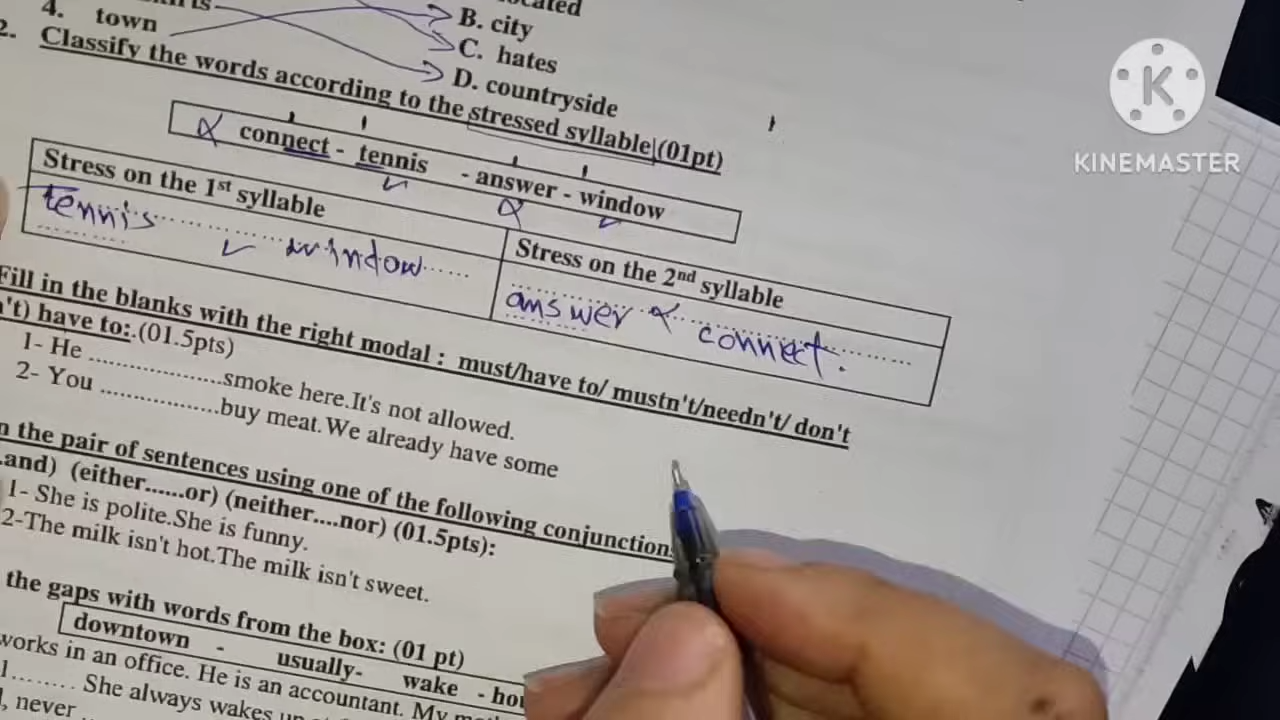 4. town
B. city
C. hates
D. countryside
2. Classify the words according to the stressed syllable (01pt)
connect - tennis - answer - window
Stress on the 1st syllable
Stress on the 2nd syllable
tennis window
answer connect.
Fill in the blanks with the right modal : must/have to/ mustn't/needn't/ don't
have to:.(01.5pts)
1- He ....................smoke here.It's not allowed.
2- You .................buy meat.We already have some
the pair of sentences using one of the following
and) (either......or) (neither....nor) (01.5pts):
1- She is polite.She is funny.
2-The milk isn't hot.The milk isn't sweet.
the gaps with words from the box: (01 pt)
downtown - usually- wake -
works in an office. He is an accountant. My
........ She always wakes
never
KINEMASTER